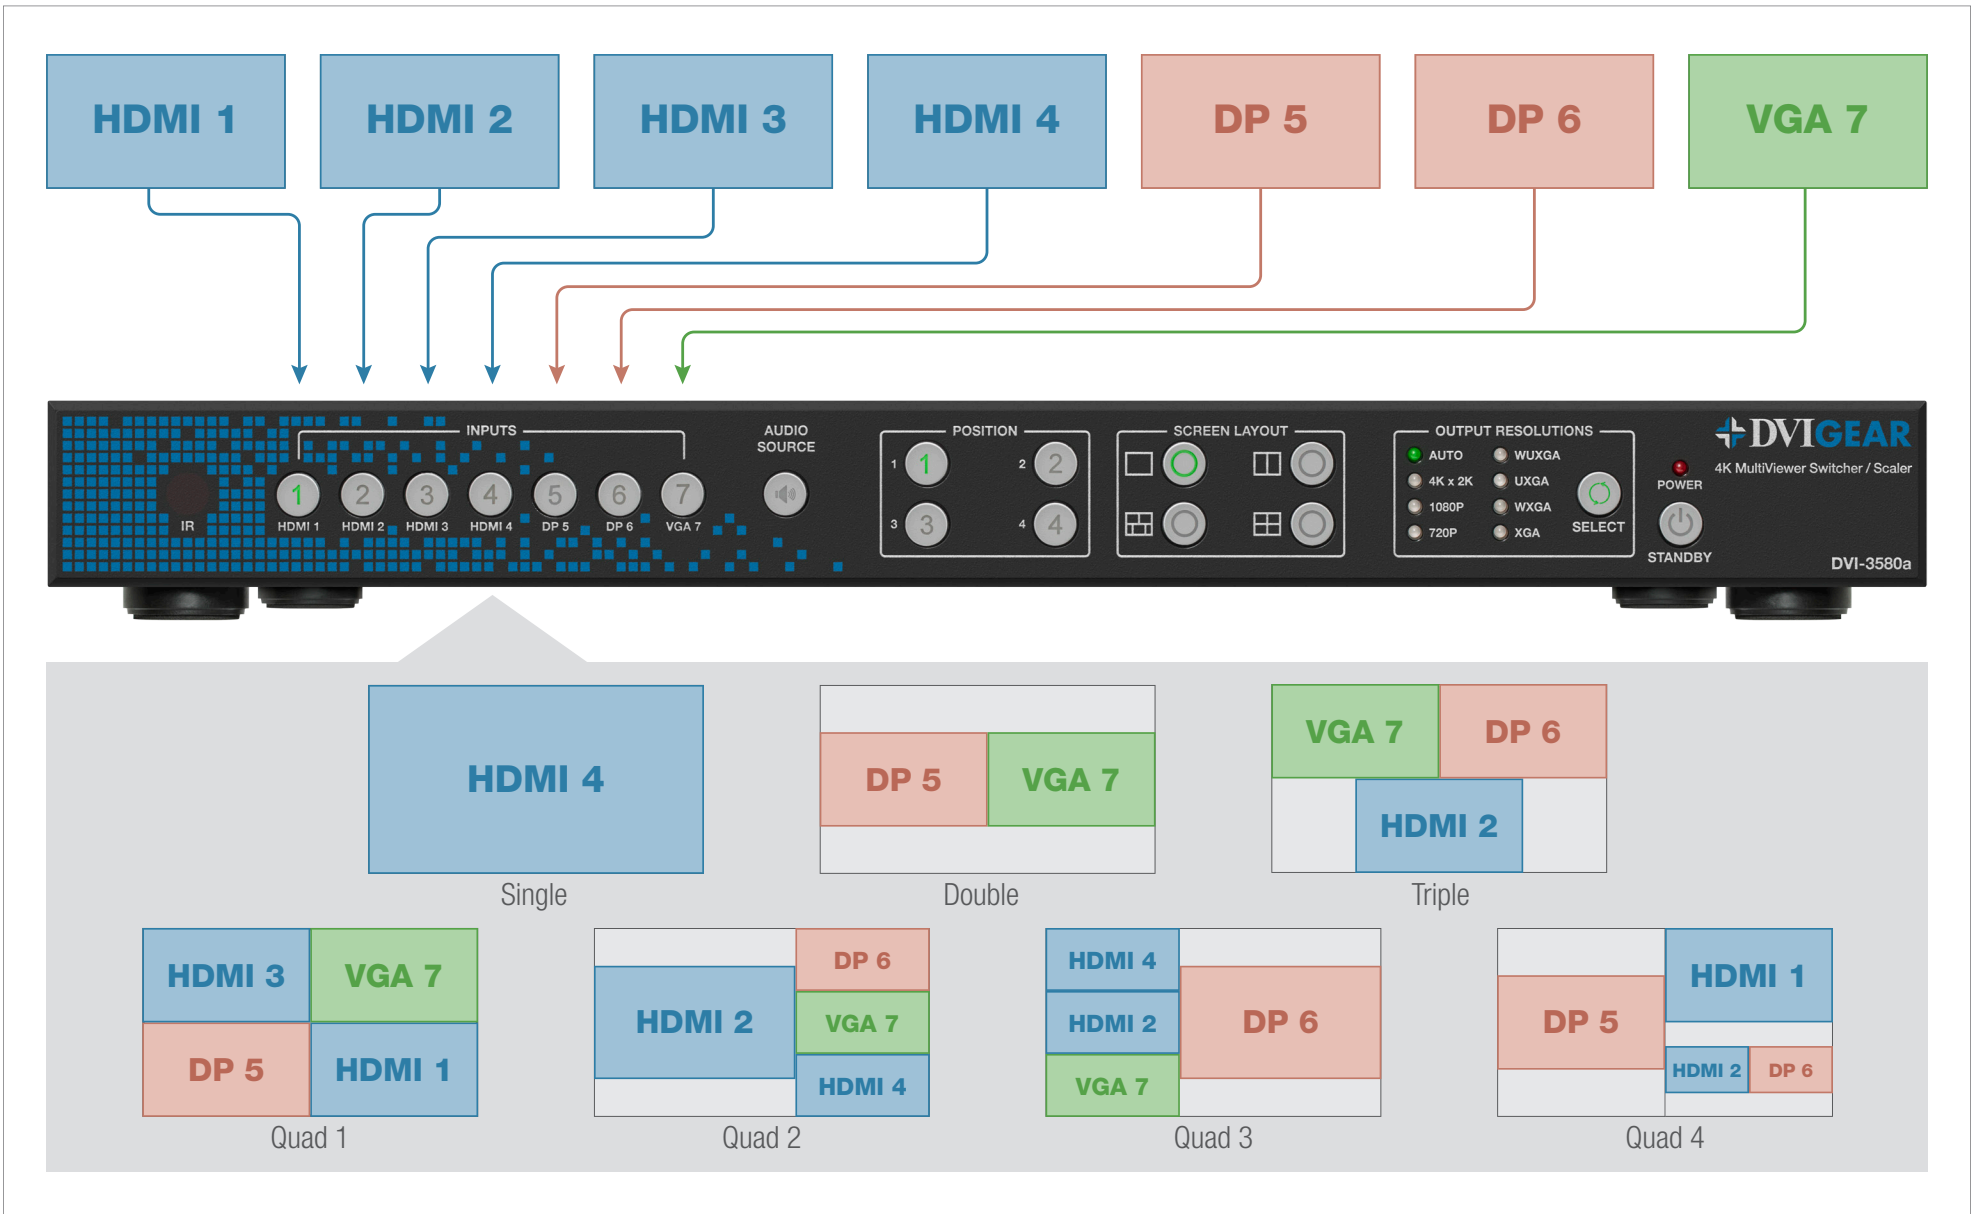 HDMI 1
HDMI 2
HDMI 3
HDMI 4
DP 5
DP 6
VGA 7
INPUTS
AUDIO
SOURCE
POSITION
SCREEN LAYOUT
OUTPUT RESOLUTIONS
DVIGEAR
4K MultiViewer Switcher / Scaler
IR
1
2
3
4
5
6
7
HDMI 1
HDMI 2
HDMI 3
HDMI 4
DP 5
DP 6
VGA 7
1 1
2 2
3 3
4 4
AUTO
4K x 2K
1080P
720P
WUXGA
UXGA
WXGA
XGA
SELECT
POWER
STANDBY
DVI-3580a
HDMI 4
Single
DP 5
VGA 7
Double
VGA 7
DP 6
HDMI 2
Triple
HDMI 3
VGA 7
DP 5
HDMI 1
Quad 1
HDMI 2
DP 6
VGA 7
HDMI 4
Quad 2
HDMI 4
HDMI 2
VGA 7
DP 6
Quad 3
DP 5
HDMI 1
HDMI 2
DP 6
Quad 4